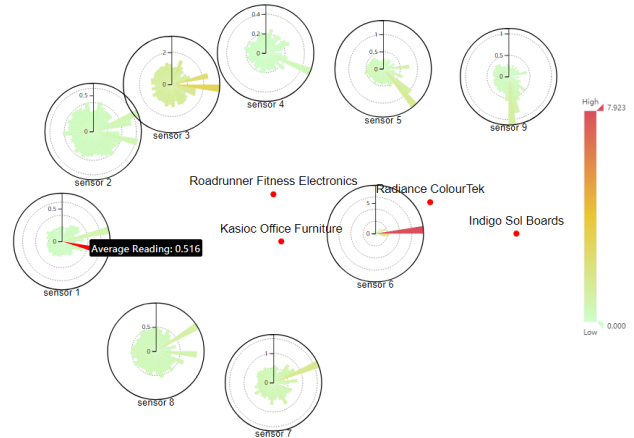 0.4
0.2
0
sensor 4
1
0
sensor 5
1
0
sensor 9
2
0
sensor 3
0.5
0
sensor 2
High
7.923
0.000
Low
Roadrunner Fitness Electronics
Radiance ColourTek
Kasioc Office Furniture
Indigo Sol Boards
0
Average Reading: 0.516
sensor 1
5
0
sensor 6
0.5
0
sensor 8
1
0
sensor 7